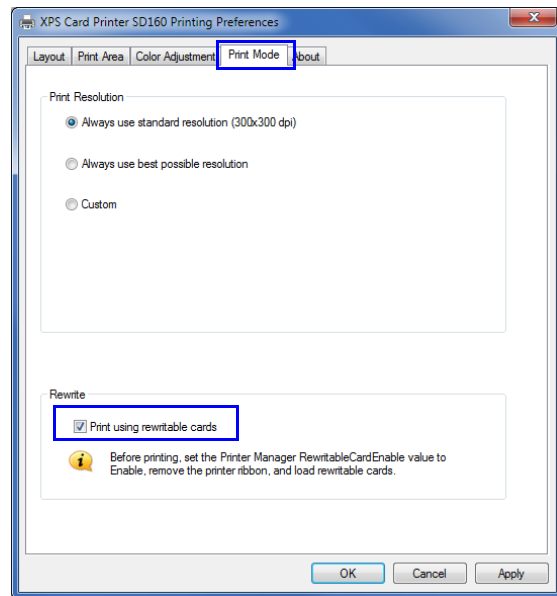 XPS Card Printer SD160 Printing Preferences
Layout Print Area Color Adjustment Print Mode About
Print Resolution
Always use standard resolution (300x300 dpi)
Always use best possible resolution
Custom
Rewrite
Print using rewritable cards
Before printing, set the Printer Manager RewritableCardEnable value to
Enable, remove the printer ribbon, and load rewritable cards.
OK Cancel Apply